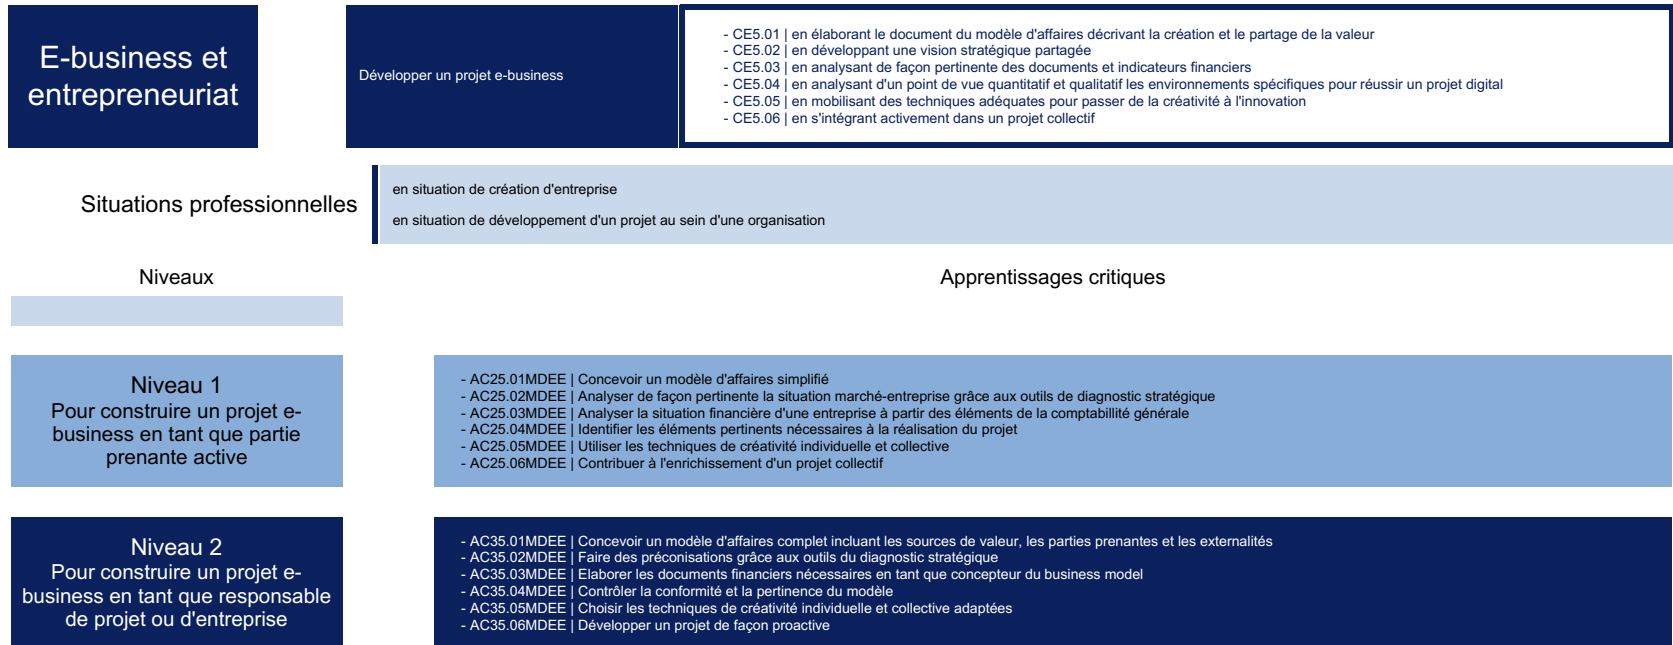 E-business et
entrepreneuriat
Développer un projet e-business
- CE5.01 | en élaborant le document du modèle d'affaires décrivant la création et le partage de la valeur
- CE5.02 | en développant une vision stratégique partagée
- CE5.03 | en analysant de façon pertinente des documents et indicateurs financiers
- CE5.04 | en analysant d'un point de vue quantitatif et qualitatif les environnements spécifiques pour réussir un projet digital
- CE5.05 | en mobilisant des techniques adéquates pour passer de la créativité à l'innovation
- CE5.06 | en s'intégrant activement dans un projet collectif
Situations professionnelles
en situation de création d'entreprise
en situation de développement d'un projet au sein d'une organisation
Niveaux
Apprentissages critiques
Niveau 1
Pour construire un projet e-
business en tant que partie
prenante active
- AC25.01MDEE | Concevoir un modèle d'affaires simplifié
- AC25.02MDEE | Analyser de façon pertinente la situation marché-entreprise grâce aux outils de diagnostic stratégique
- AC25.03MDEE | Analyser la situation financière d'une entreprise à partir des éléments de la comptabillité générale
- AC25.04MDEE | Identifier les éléments pertinents nécessaires à la réalisation du projet
- AC25.05MDEE | Utiliser les techniques de créativité individuelle et collective
- AC25.06MDEE | Contribuer à l'enrichissement d'un projet collectif
Niveau 2
Pour construire un projet e-
business en tant que responsable
de projet ou d'entreprise
- AC35.01MDEE | Concevoir un modèle d'affaires complet incluant les sources de valeur, les parties prenantes et les externalités
- AC35.02MDEE | Faire des préconisations grâce aux outils du diagnostic stratégique
- AC35.03MDEE | Elaborer les documents financiers nécessaires en tant que concepteur du business model
- AC35.04MDEE | Contrôler la conformité et la pertinence du modèle
- AC35.05MDEE | Choisir les techniques de créativité individuelle et collective adaptées
- AC35.06MDEE | Développer un projet de façon proactive